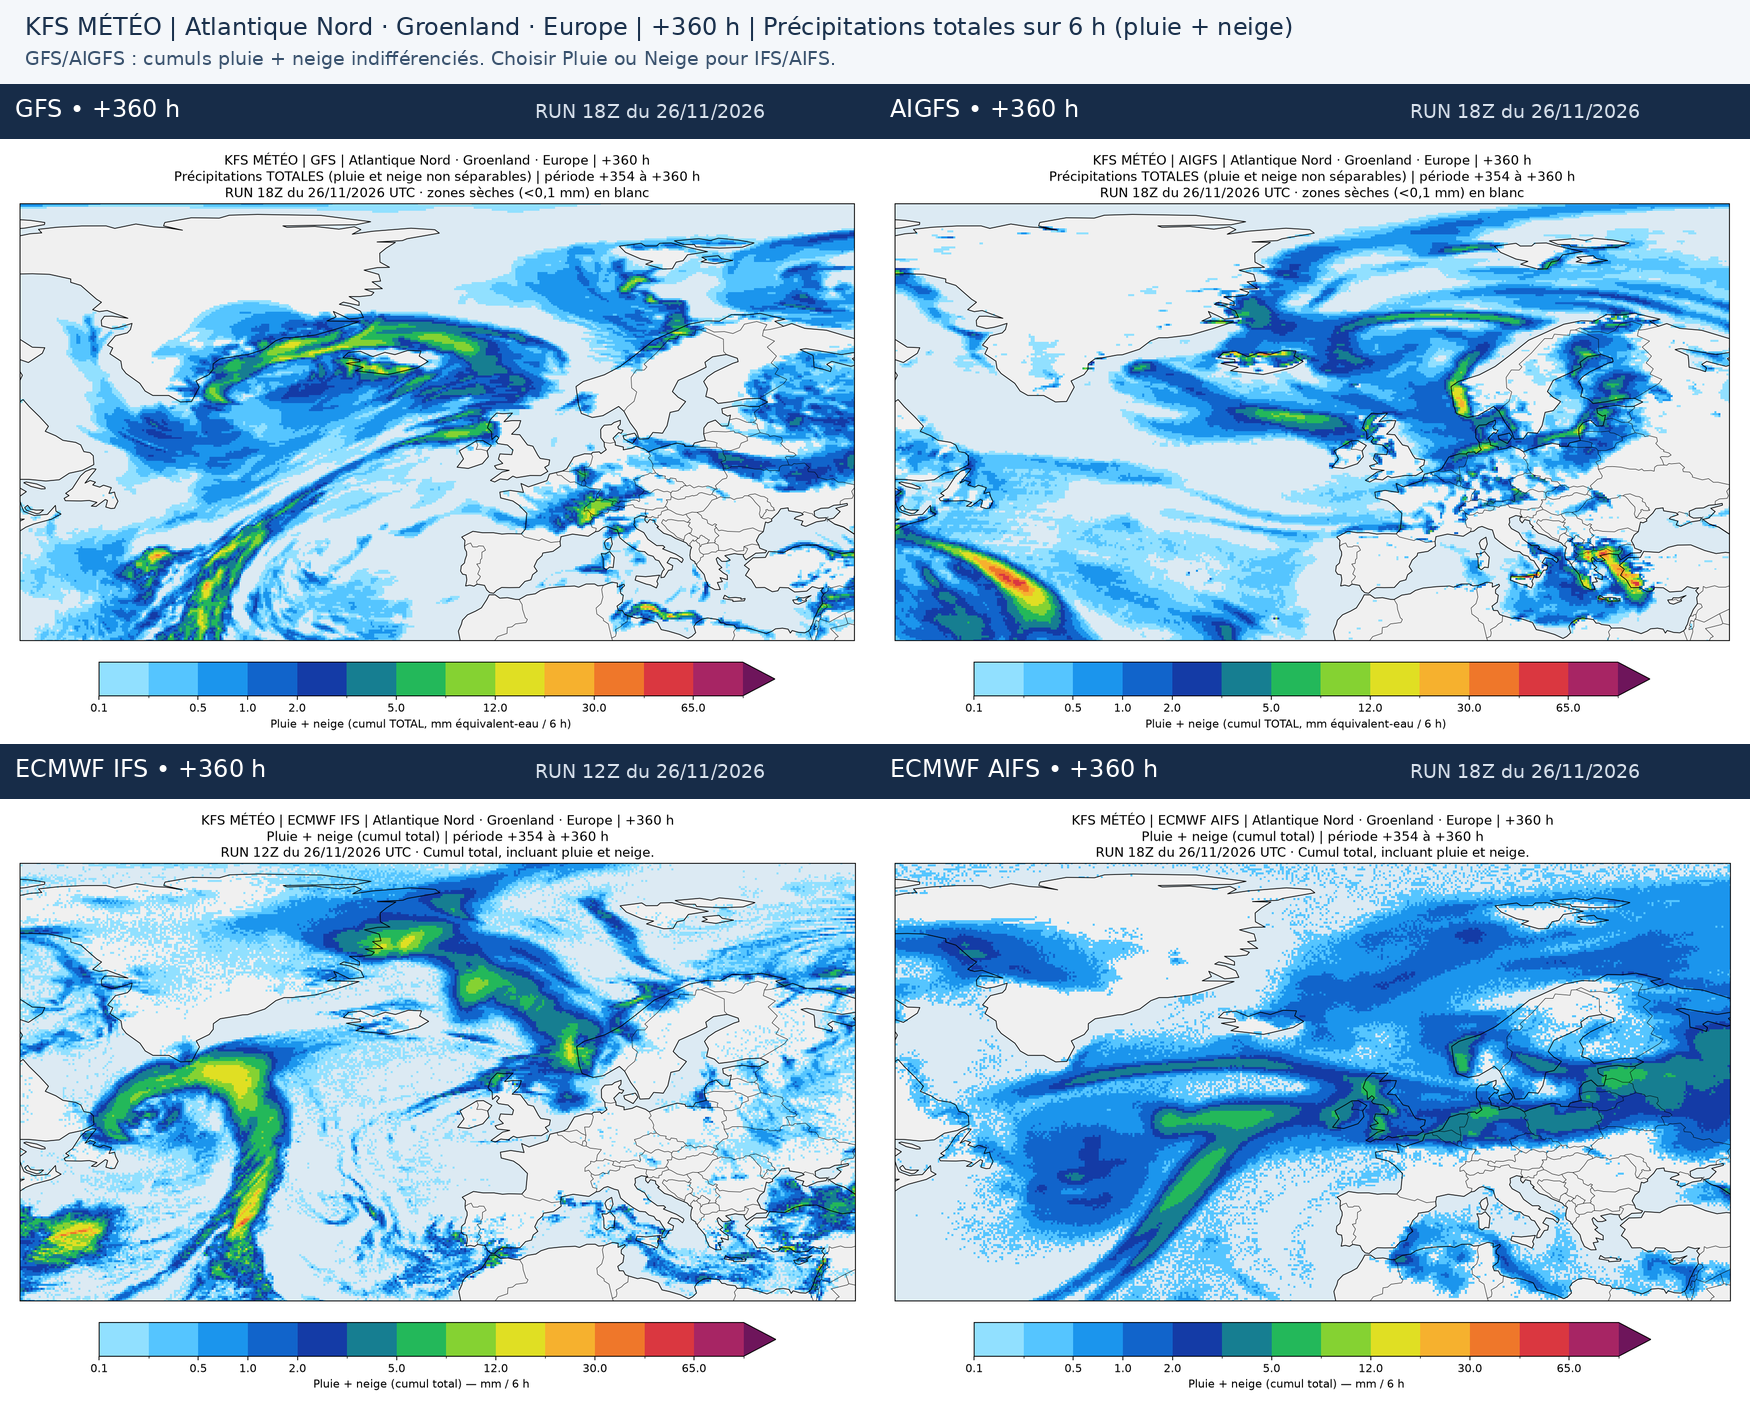 KFS MÉTÉO | Atlantique Nord · Groenland · Europe | +360 h | Précipitations totales sur 6 h (pluie + neige)
GFS/AIGFS : cumuls pluie + neige indifférenciés. Choisir Pluie ou Neige pour IFS/AIFS.
GFS • +360 h RUN 18Z du 26/11/2026
KFS MÉTÉO | GFS | Atlantique Nord · Groenland · Europe | +360 h
Précipitations TOTALES (pluie et neige non séparables) | période +354 à +360 h
RUN 18Z du 26/11/2026 UTC · zones sèches (<0,1 mm) en blanc
0.1 0.5 1.0 2.0 5.0 12.0 30.0 65.0
Pluie + neige (cumul TOTAL, mm équivalent-eau / 6 h)
AIGFS • +360 h RUN 18Z du 26/11/2026
KFS MÉTÉO | AIGFS | Atlantique Nord · Groenland · Europe | +360 h
Précipitations TOTALES (pluie et neige non séparables) | période +354 à +360 h
RUN 18Z du 26/11/2026 UTC · zones sèches (<0,1 mm) en blanc
0.1 0.5 1.0 2.0 5.0 12.0 30.0 65.0
Pluie + neige (cumul TOTAL, mm équivalent-eau / 6 h)
ECMWF IFS • +360 h RUN 12Z du 26/11/2026
KFS MÉTÉO | ECMWF IFS | Atlantique Nord · Groenland · Europe | +360 h
Pluie + neige (cumul total) | période +354 à +360 h
RUN 12Z du 26/11/2026 UTC · Cumul total, incluant pluie et neige.
0.1 0.5 1.0 2.0 5.0 12.0 30.0 65.0
Pluie + neige (cumul total) — mm / 6 h
ECMWF AIFS • +360 h RUN 18Z du 26/11/2026
KFS MÉTÉO | ECMWF AIFS | Atlantique Nord · Groenland · Europe | +360 h
Pluie + neige (cumul total) | période +354 à +360 h
RUN 18Z du 26/11/2026 UTC · Cumul total, incluant pluie et neige.
0.1 0.5 1.0 2.0 5.0 12.0 30.0 65.0
Pluie + neige (cumul total) — mm / 6 h